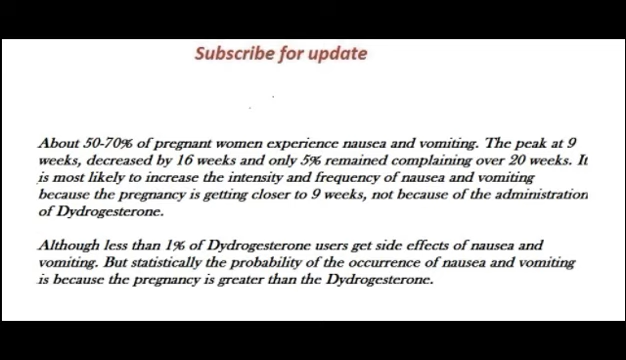 Subscribe for update
About 50-70% of pregnant women experience nausea and vomiting. The peak at 9
weeks, decreased by 16 weeks and only 5% remained complaining over 20 weeks. It
is most likely to increase the intensity and frequency of nausea and vomiting
because the pregnancy is getting closer to 9 weeks, not because of the administration
of Dydrogesterone.
Although less than 1% of Dydrogesterone users get side effects of nausea and
vomiting. But statistically the probability of the occurrence of nausea and vomiting
is because the pregnancy is greater than the Dydrogesterone.